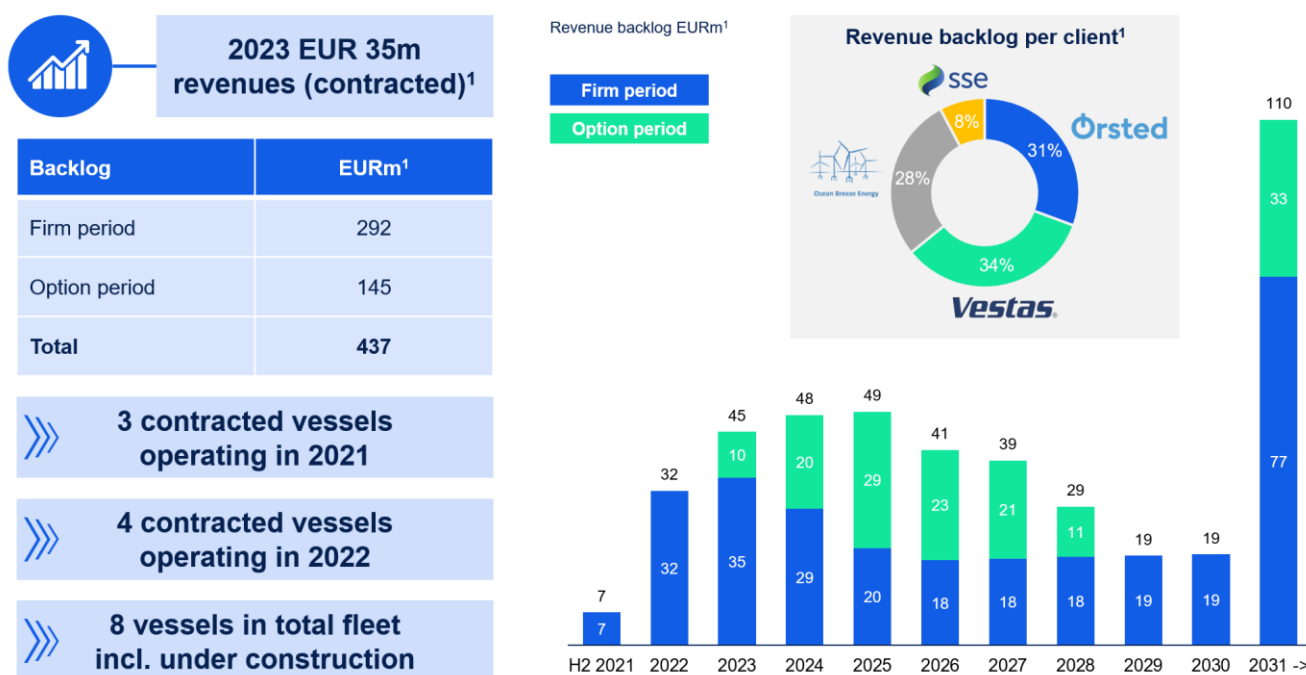 2023 EUR 35m
revenues (contracted)¹
Backlog EURm¹
Firm period 292
Option period 145
Total 437
3 contracted vessels
operating in 2021
4 contracted vessels
operating in 2022
8 vessels in total fleet
incl. under construction
Revenue backlog EURm¹
Firm period
Option period
Revenue backlog per client¹
sse
Ørsted
Ocean Breeze Energy
Vestas®
8%
31%
28%
34%
110
33
77
49
48
45
41
39
32
29
19
19
7
10
20
29
23
21
11
7
32
35
29
20
18
18
18
19
19
H2 2021 2022 2023 2024 2025 2026 2027 2028 2029 2030 2031 ->